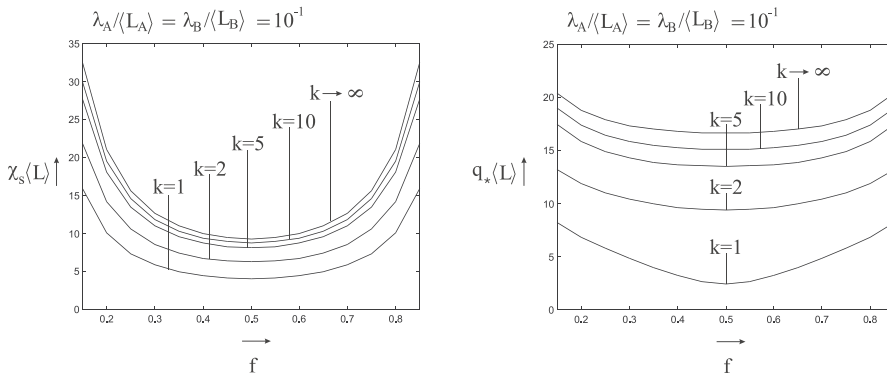 λ_A/⟨L_A⟩ = λ_B/⟨L_B⟩ = 10^-1
35
30
25
20
15
10
5
0
χ_s⟨L⟩
k=1
k=2
k=5
k=10
k → ∞
0.2 0.3 0.4 0.5 0.6 0.7 0.8
f
λ_A/⟨L_A⟩ = λ_B/⟨L_B⟩ = 10^-1
25
20
15
10
5
0
q_*⟨L⟩
k → ∞
k=10
k=5
k=2
k=1
0.2 0.3 0.4 0.5 0.6 0.7 0.8
f